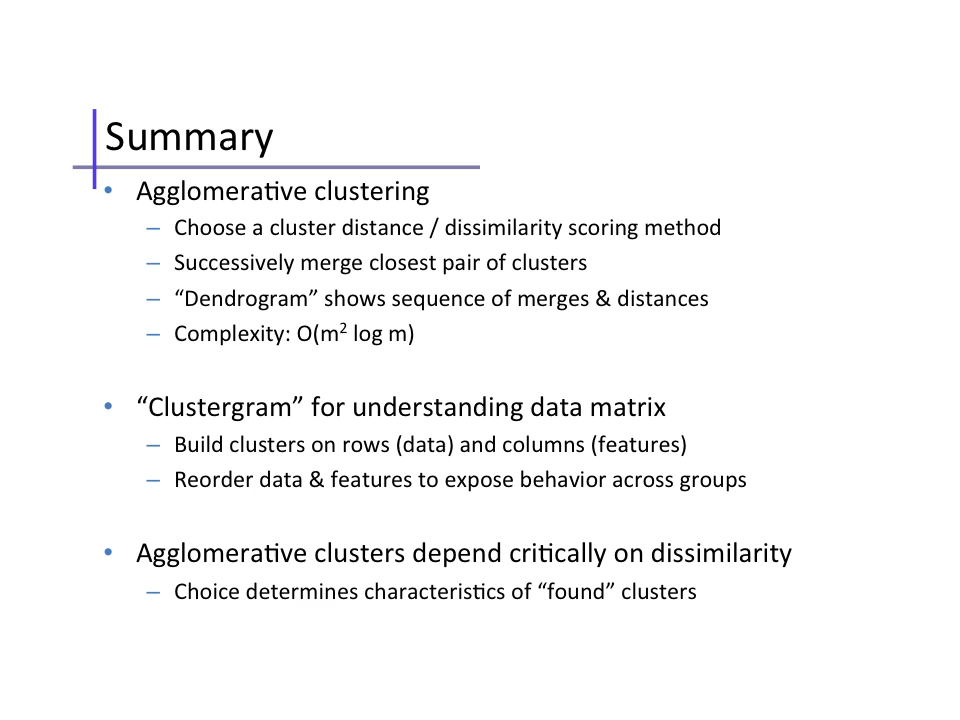 Summary
• Agglomerative clustering
– Choose a cluster distance / dissimilarity scoring method
– Successively merge closest pair of clusters
– “Dendrogram” shows sequence of merges & distances
– Complexity: O(m² log m)
• “Clustergram” for understanding data matrix
– Build clusters on rows (data) and columns (features)
– Reorder data & features to expose behavior across groups
• Agglomerative clusters depend critically on dissimilarity
– Choice determines characteristics of “found” clusters